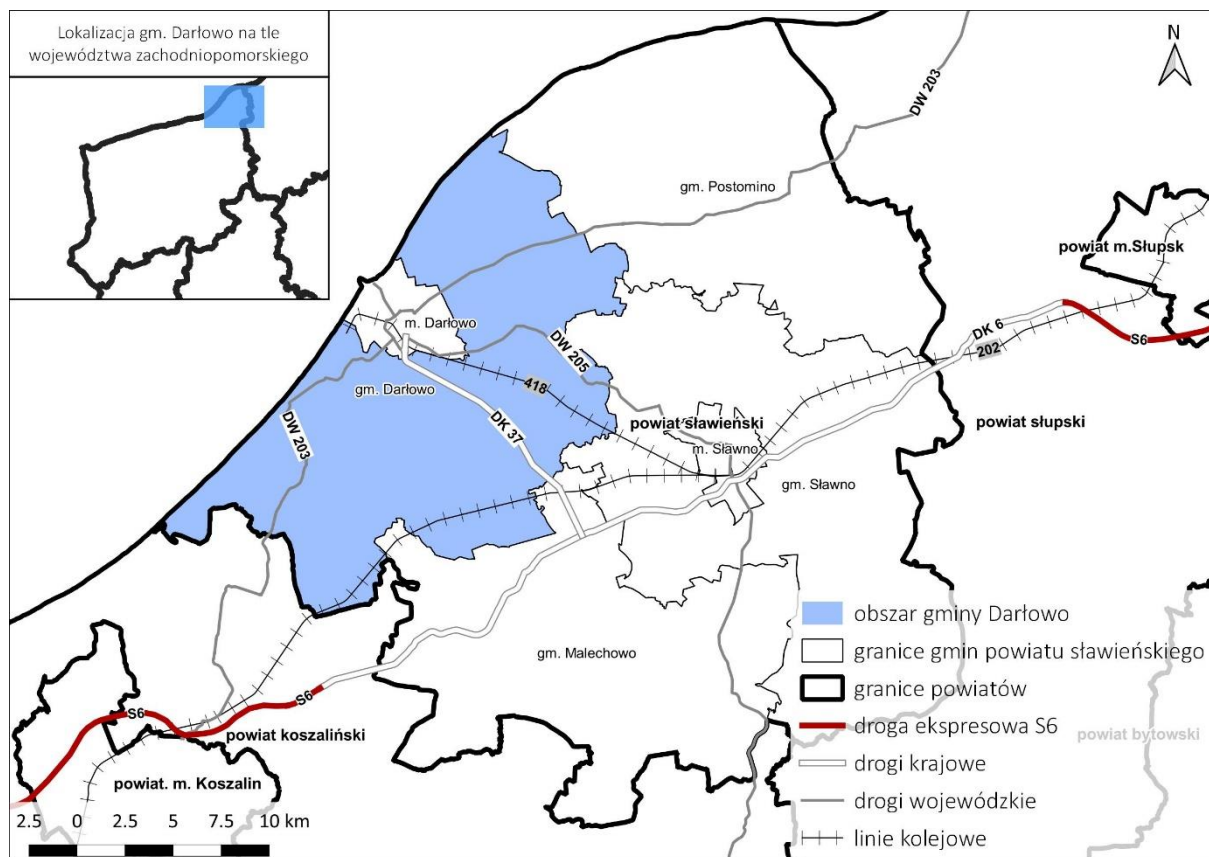 Lokalizacja gm. Darłowo na tle
województwa zachodniopomorskiego
N
DW 203
gm. Postomino
powiat m.Słupsk
m. Darłowo
DK 6
S6
202
DW 205
418
gm. Darłowo
DK 37
DW 203
powiat sławieński
powiat słupski
m. Sławno
gm. Sławno
gm. Malechowo
S6
S6
powiat koszaliński
powiat. m. Koszalin
powiat bytowski
obszar gminy Darłowo
granice gmin powiatu sławieńskiego
granice powiatów
droga ekspresowa S6
drogi krajowe
drogi wojewódzkie
linie kolejowe
2.5 0 2.5 5 7.5 10 km